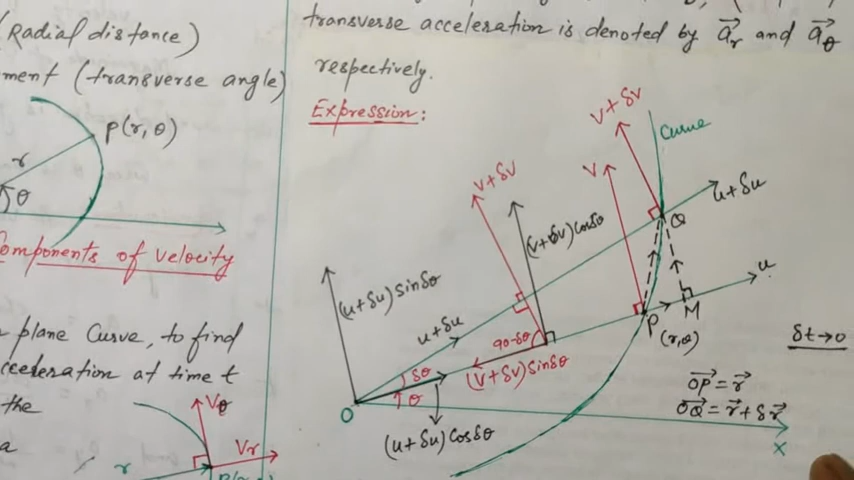 (Radial distance)
ment (transverse angle)
P(r,θ)
r
θ
Components of velocity
plane Curve, to find
cceleration at time t
the
a
Vθ
Vr
r
transverse acceleration is denoted by a⃗r and a⃗θ
respectively.
Expression:
v+δv
Curve
v+δv
v
u+δu
(v+δv)cosδθ
Q
(u+δu)sinδθ
u
u+δu
P
M
(r,θ)
90-δθ
δt→0
δθ
(v+δv)sinδθ
θ
OP⃗ = r⃗
OQ⃗ = r⃗+δr⃗
O
(u+δu)cosδθ
X